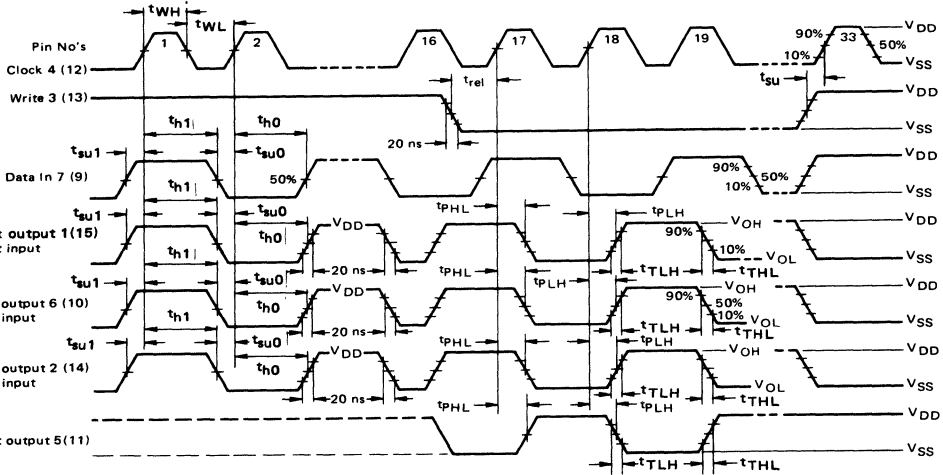 tWH
tWL
Pin No's
1 2 16 17 18 19 33
90% 10% 50%
VDD
VSS
Clock 4 (12)
trel
tsu
Write 3 (13)
VDD
VSS
20 ns
th1 th0
tsu1 tsu0
Data In 7 (9)
50%
90% 50% 10%
VDD
VSS
th1
tPHL tPLH
tsu1 tsu0
th0
VDD
VOH
VDD
t output 1(15)
t input
90% 10%
VOL
VSS
th1
20 ns
tPHL tTLH tTHL
tPLH
tsu1 tsu0
th0
VDD
VOH
VDD
output 6 (10)
input
90% 50% 10%
VOL
VSS
th1
20 ns
tPHL tTLH tTHL
tPLH
tsu1 tsu0
th0
VDD
VOH
VDD
output 2 (14)
input
VOL
VSS
20 ns
tPHL tTLH tTHL
tPLH
VDD
t output 5(11)
VSS
tTLH tTHL